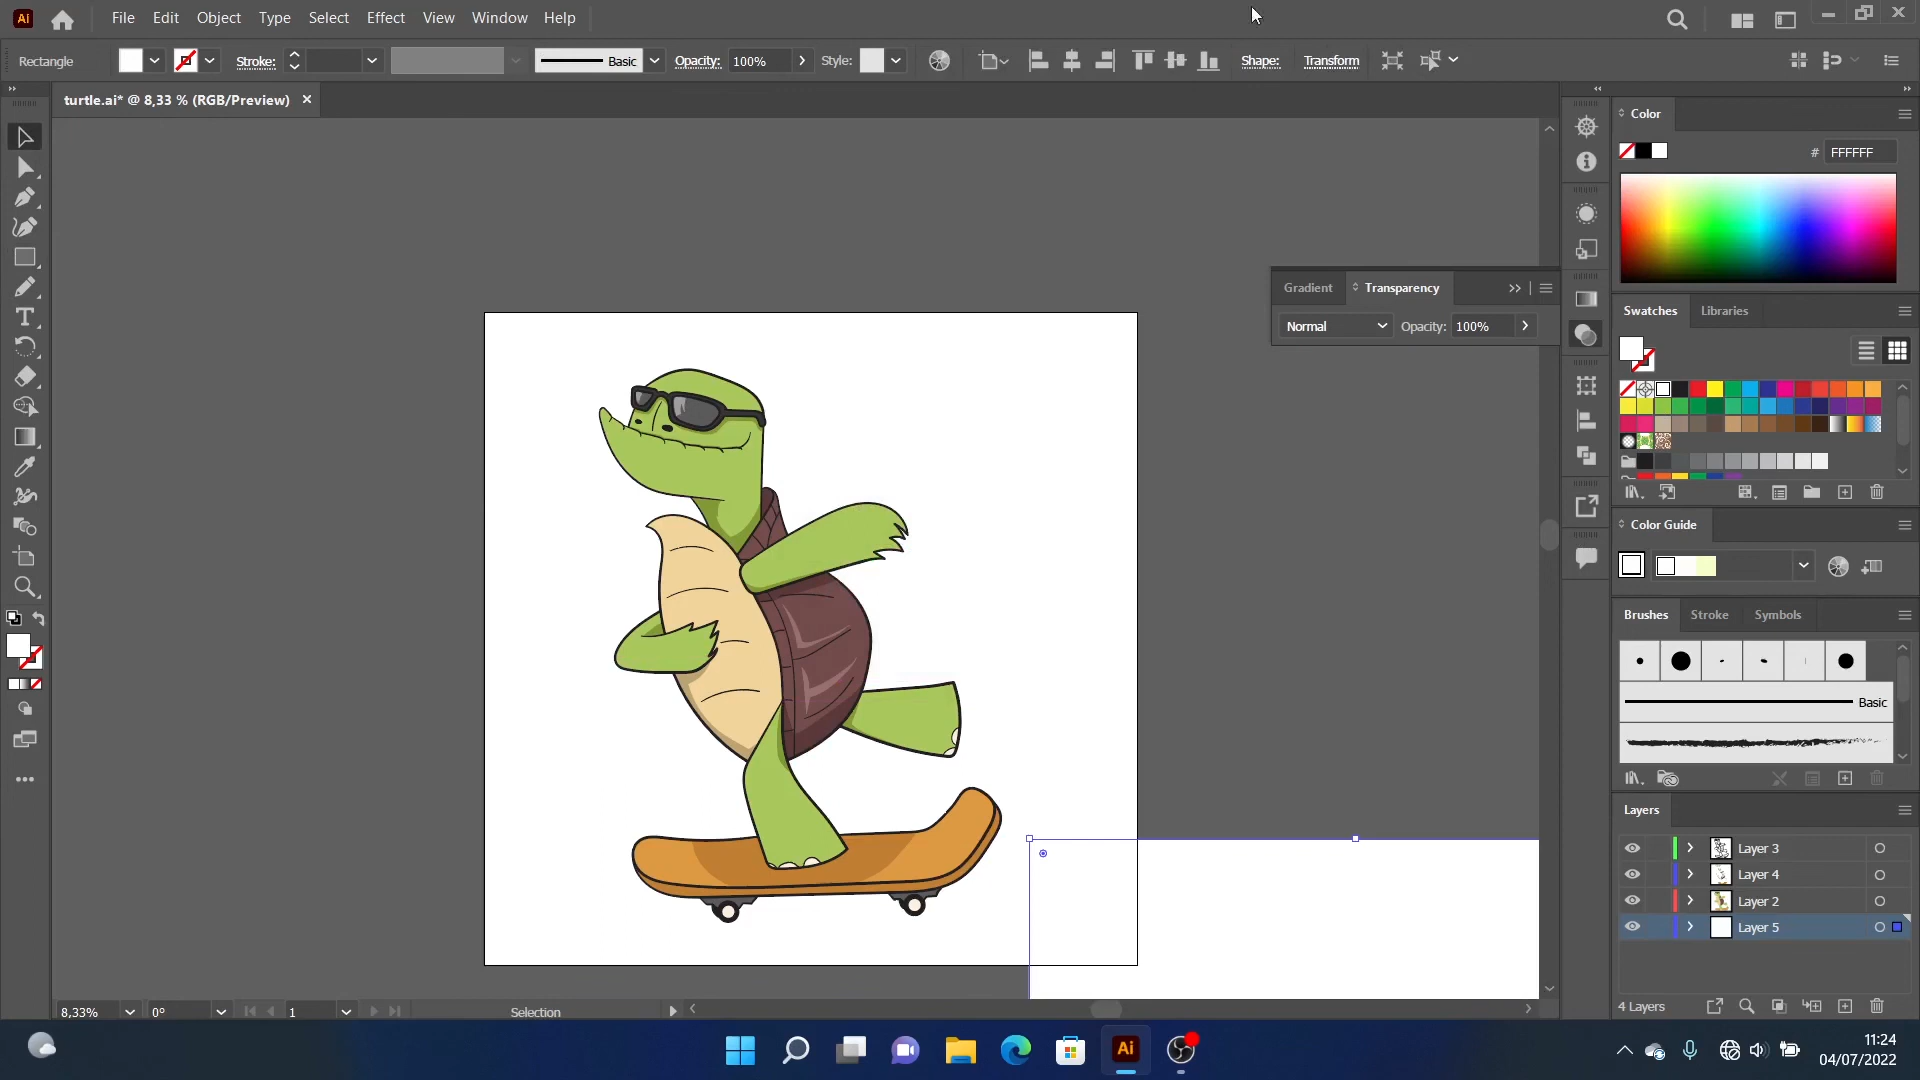 Ai File Edit Object Type Select Effect View Window Help
Rectangle Stroke: Basic Opacity: 100% Style: Shape: Transform
turtle.ai* @ 8,33 % (RGB/Preview)
Color
# FFFFFF
Gradient Transparency
Normal Opacity: 100%
Swatches Libraries
Color Guide
Brushes Stroke Symbols
Basic
Layers
Layer 3
Layer 4
Layer 2
Layer 5
4 Layers
8,33% 0° 1 Selection
Ai
11:24
04/07/2022